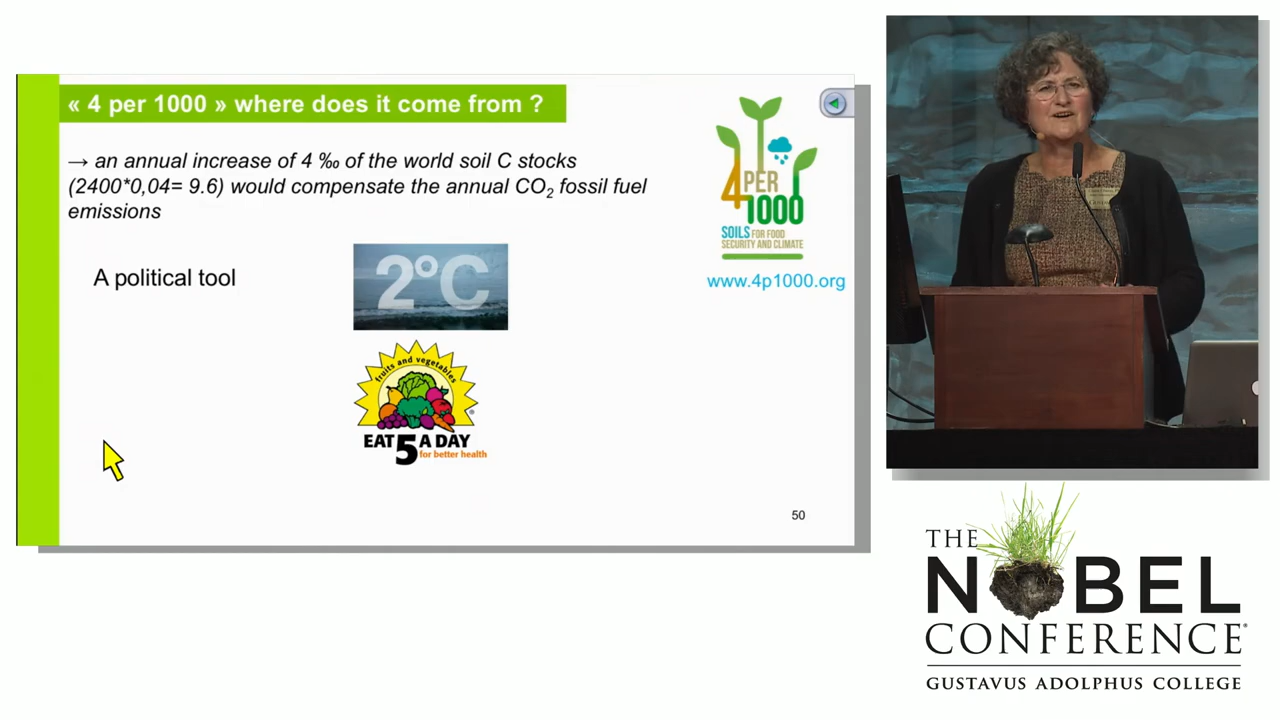 « 4 per 1000 » where does it come from ?
→ an annual increase of 4 ‰ of the world soil C stocks
(2400*0,04= 9.6) would compensate the annual CO₂ fossil fuel
emissions
A political tool
2°C
fruits and vegetables
EAT 5 A DAY
for better health
4 PER
1000
SOILS FOR FOOD
SECURITY AND CLIMATE
www.4p1000.org
50
THE
NOBEL
CONFERENCE®
GUSTAVUS ADOLPHUS COLLEGE